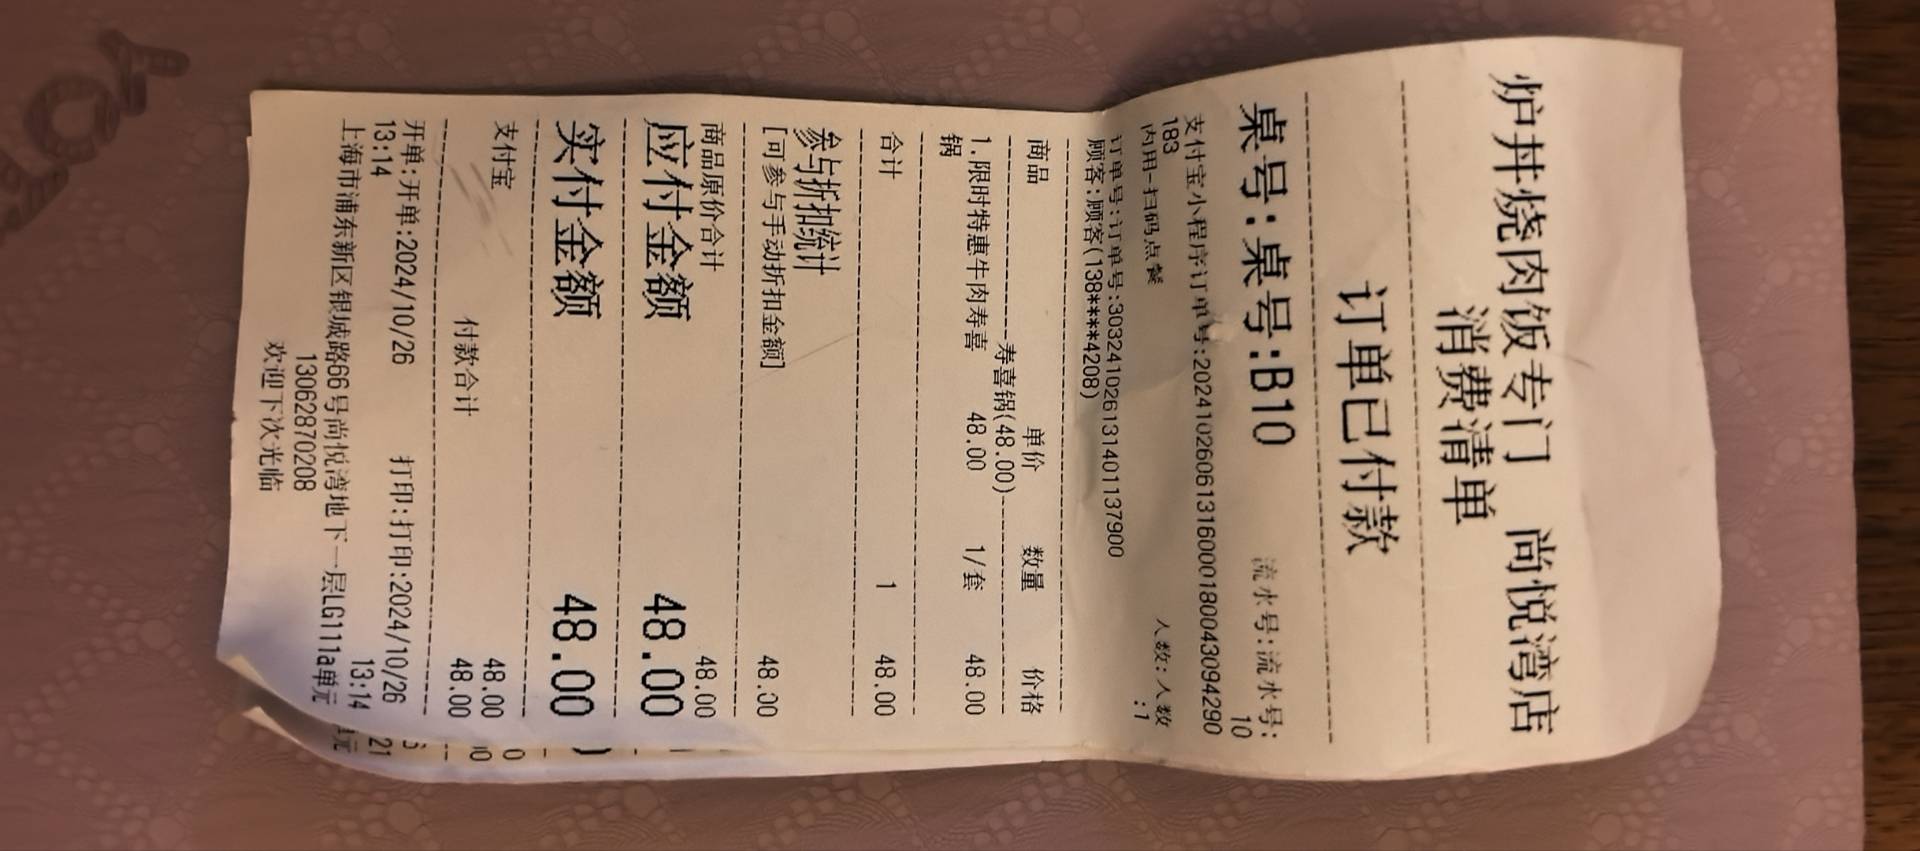 炉丼烧肉饭专门　尚悦湾店
消费清单
订单已付款
桌号:桌号:B10
流水号:流水号:
10
支付宝小程序订单号:20241026061316000180043094290
183
内用-扫码点餐
人数:人数
:1
订单号:订单号:303241026131401137900
顾客:顾客(138****4208)
商品 单价 数量 价格
寿喜锅(48.00)
1.限时特惠牛肉寿喜 48.00 1/套 48.00
锅
合计 1 48.00
参与折扣统计
[可参与手动折扣金额] 48.00
商品原价合计 48.00
应付金额 48.00
实付金额 48.00
支付宝 48.00
付款合计 48.00
开单:开单:2024/10/26 打印:打印:2024/10/26
13:14 13:14
上海市浦东新区银城路66号尚悦湾地下一层LG111a单元
13062870208
欢迎下次光临